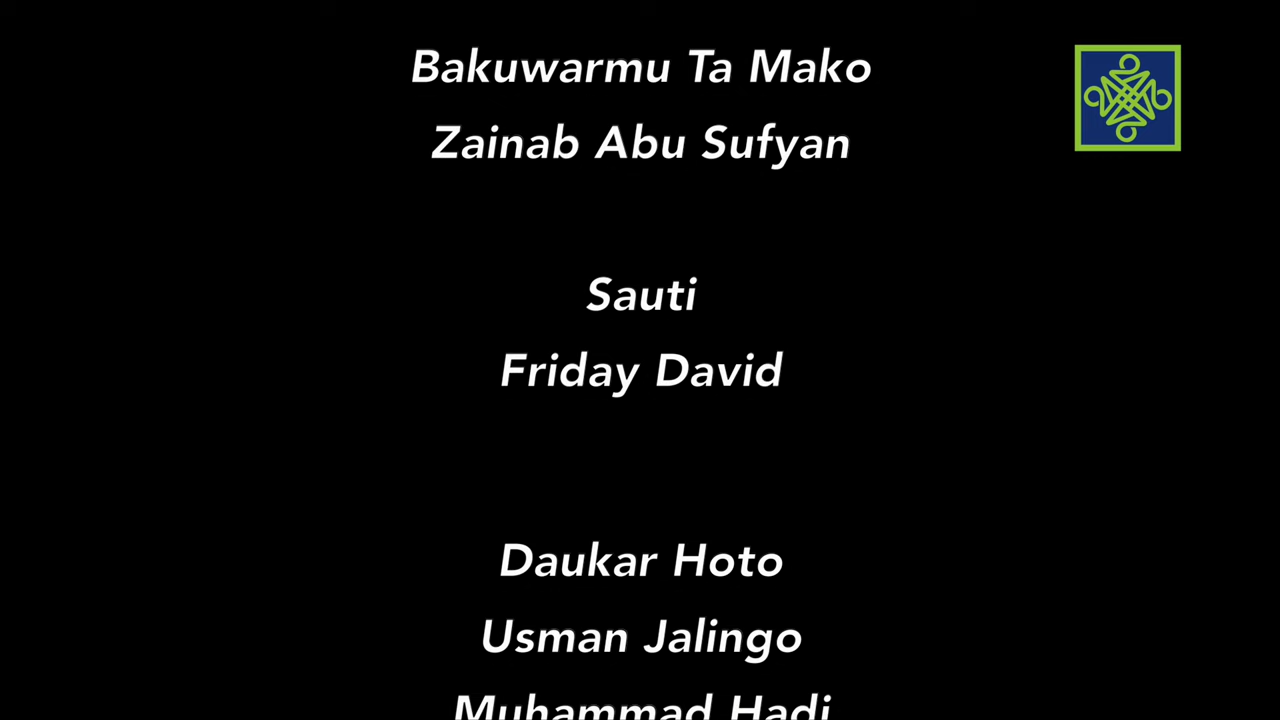 Bakuwarmu Ta Mako
Zainab Abu Sufyan
Sauti
Friday David
Daukar Hoto
Usman Jalingo
Muhammad Hadi